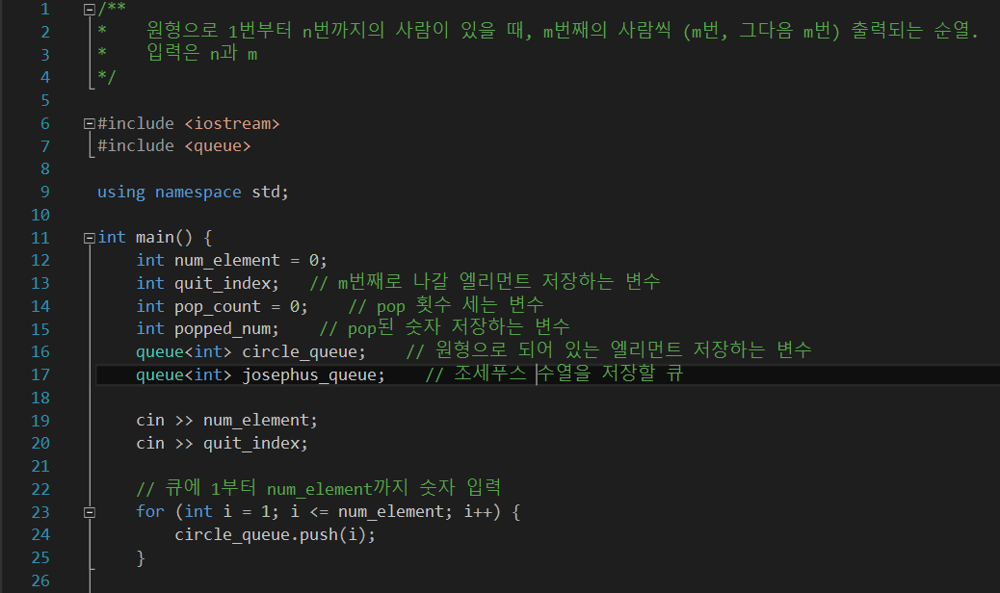 1 /**
2 *    원형으로 1번부터 n번까지의 사람이 있을 때, m번째의 사람씩 (m번, 그다음 m번) 출력되는 순열.
3 *    입력은 n과 m
4 */
5
6 #include <iostream>
7 #include <queue>
8
9 using namespace std;
10
11 int main() {
12     int num_element = 0;
13     int quit_index;   // m번째로 나갈 엘리먼트 저장하는 변수
14     int pop_count = 0;    // pop 횟수 세는 변수
15     int popped_num;    // pop된 숫자 저장하는 변수
16     queue<int> circle_queue;    // 원형으로 되어 있는 엘리먼트 저장하는 변수
17     queue<int> josephus_queue;    // 조세푸스 수열을 저장할 큐
18
19     cin >> num_element;
20     cin >> quit_index;
21
22     // 큐에 1부터 num_element까지 숫자 입력
23     for (int i = 1; i <= num_element; i++) {
24         circle_queue.push(i);
25     }
26